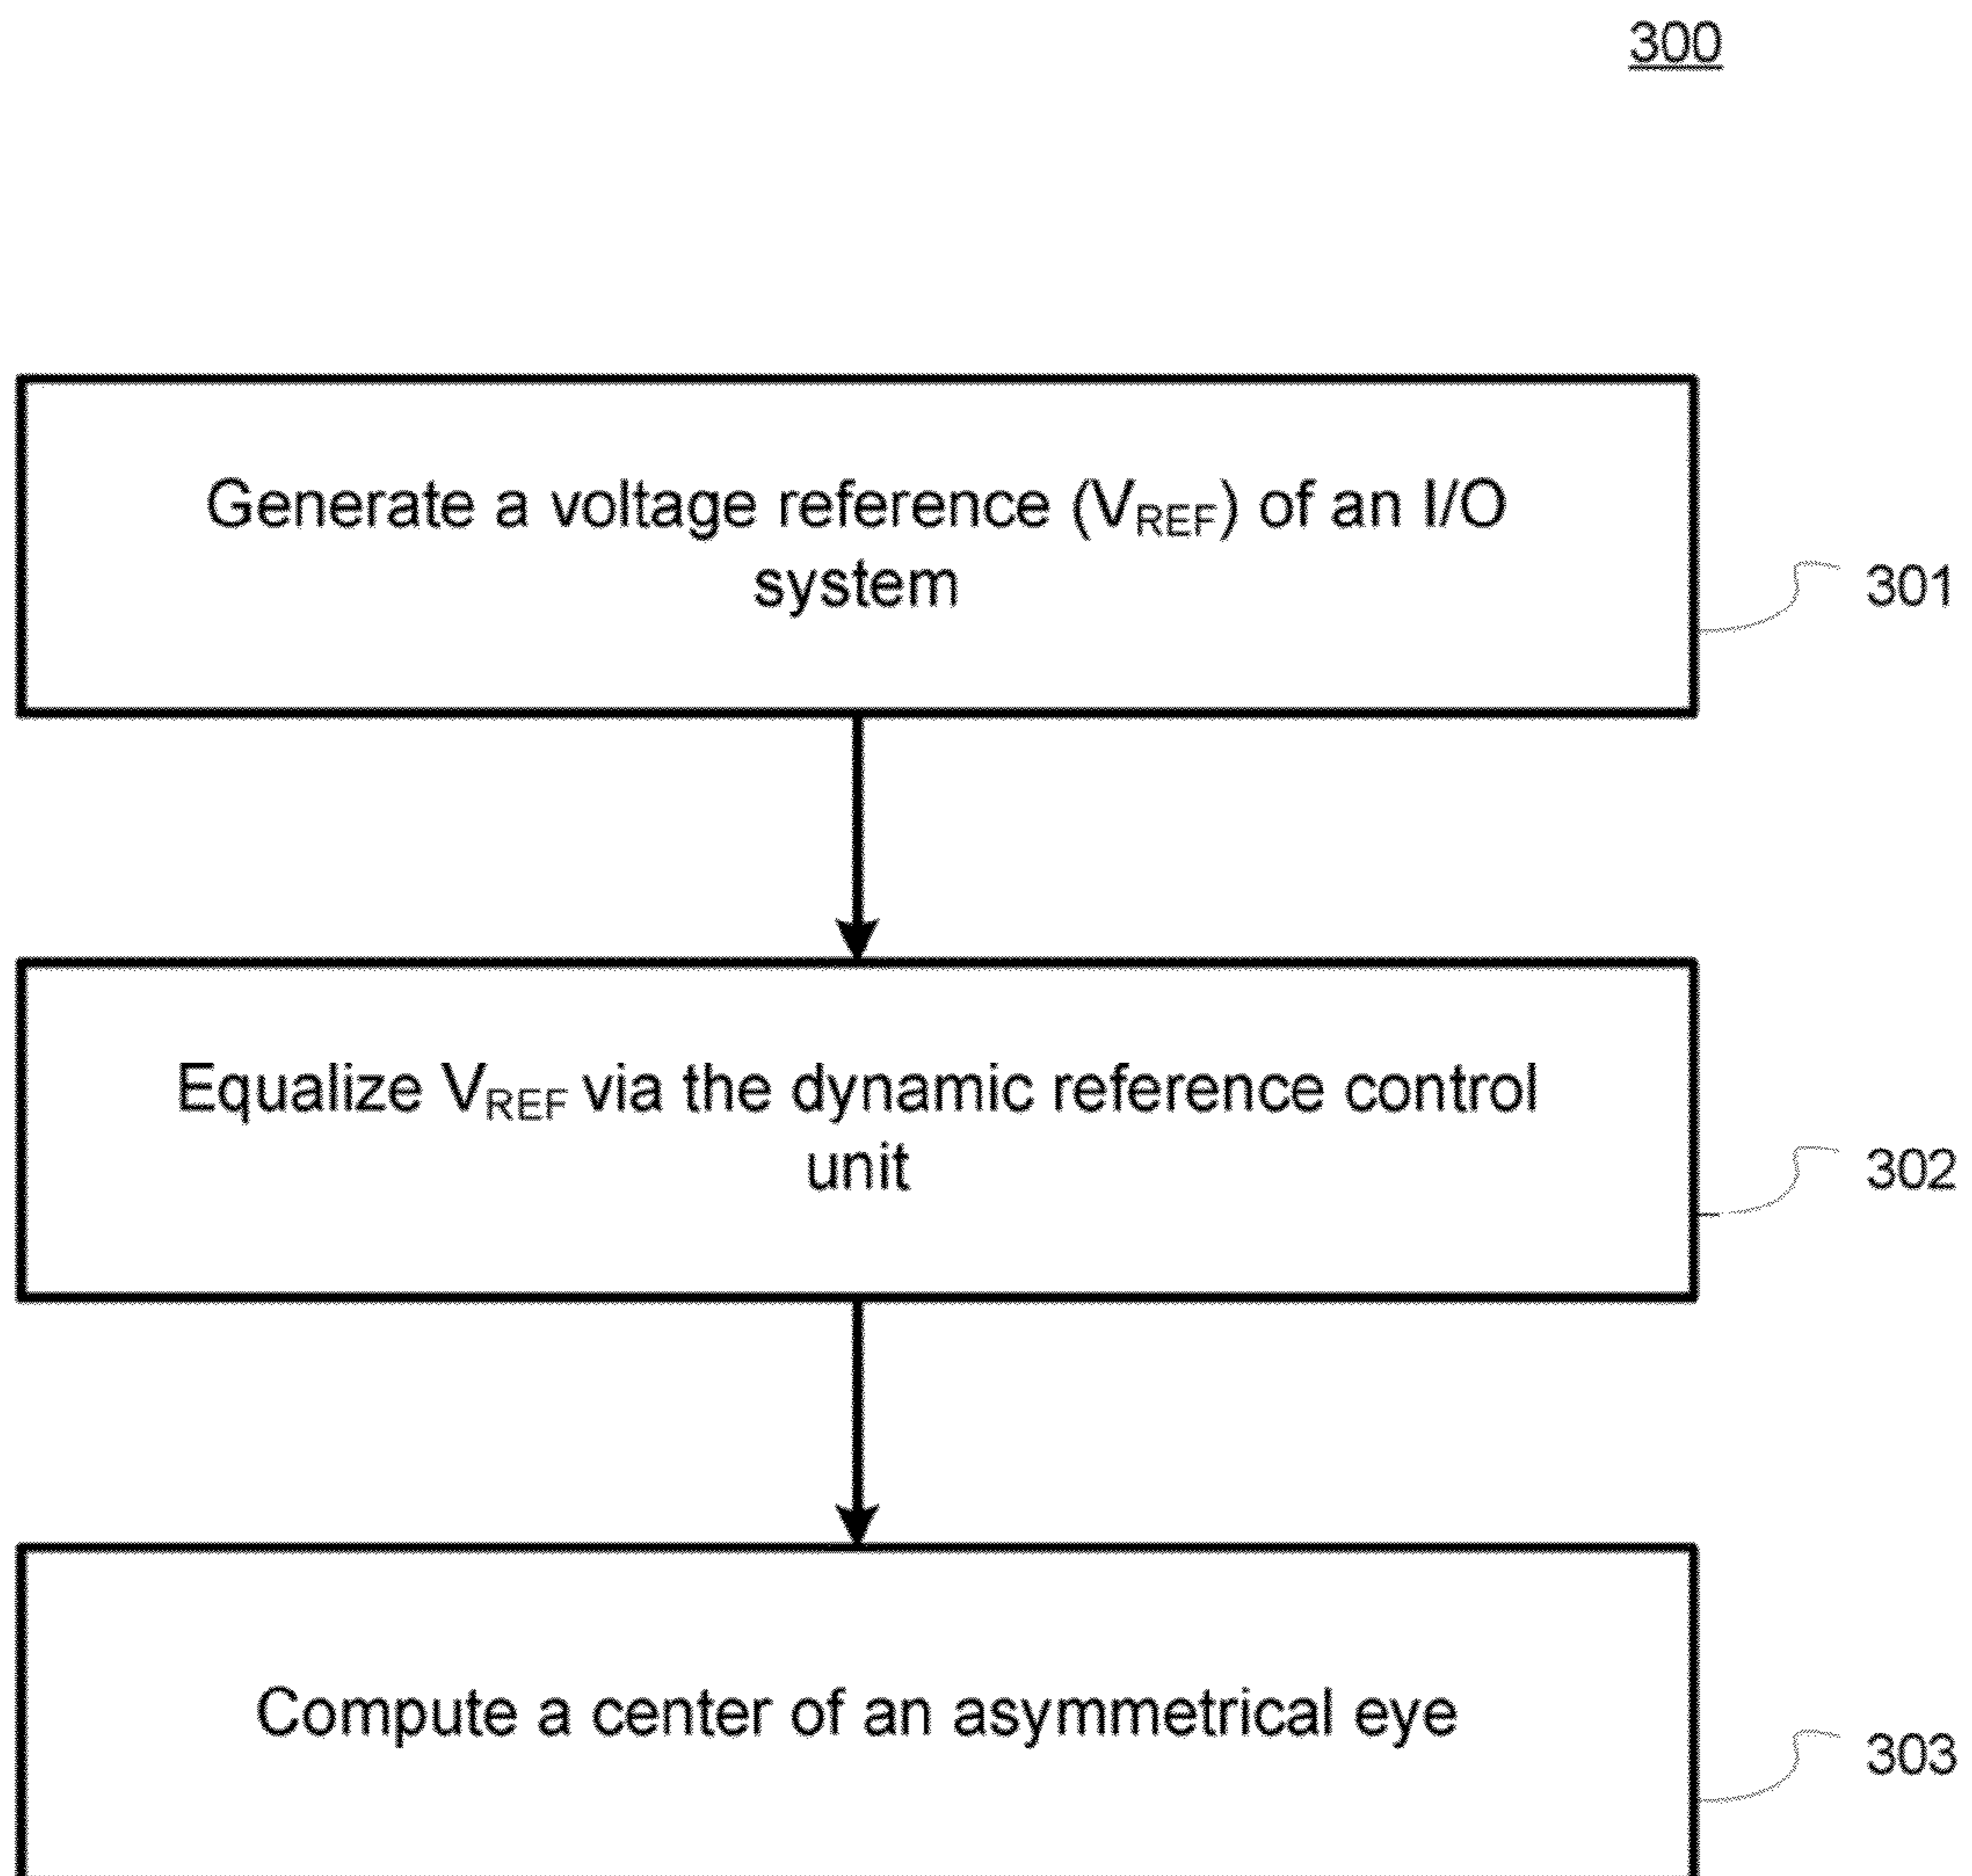 300
Generate a voltage reference (VREF) of an I/O
system
301
Equalize VREF via the dynamic reference control
unit
302
Compute a center of an asymmetrical eye
303